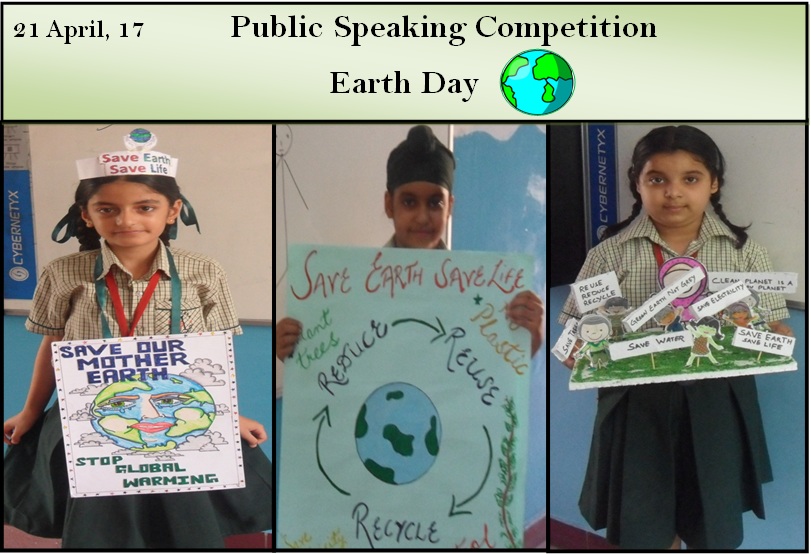 21 April, 17
Public Speaking Competition
Earth Day
Save Earth
Save Life
CYBERNETYX
SAVE OUR
MOTHER
EARTH
STOP
GLOBAL
WARMING
SAVE EARTH SAVE LIFE
Plant
trees
Plastic
REDUCE
REUSE
RECYCLE
Save
CYBERNETYX
REUSE
REDUCE
RECYCLE
CLEAN EARTH NOT GREY
SAVE ELECTRICITY
CLEAN PLANET IS A
PLANET
SAVE
SAVE WATER
SAVE EARTH
SAVE LIFE